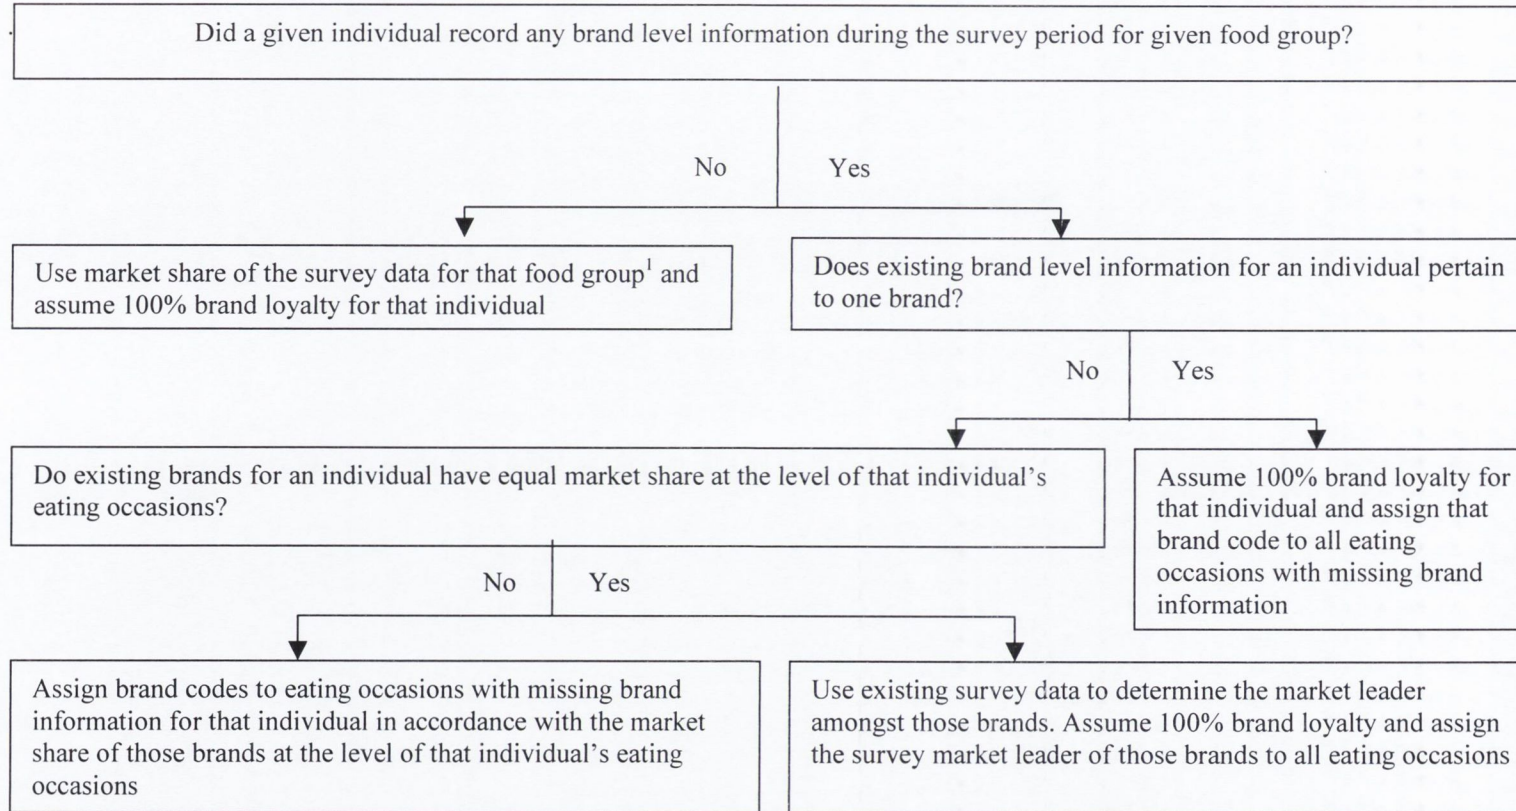 Did a given individual record any brand level information during the survey period for given food group?
No
Yes
Use market share of the survey data for that food group¹ and
assume 100% brand loyalty for that individual
Does existing brand level information for an individual pertain
to one brand?
No
Yes
Do existing brands for an individual have equal market share at the level of that individual's
eating occasions?
Assume 100% brand loyalty for
that individual and assign that
brand code to all eating
occasions with missing brand
information
No
Yes
Assign brand codes to eating occasions with missing brand
information for that individual in accordance with the market
share of those brands at the level of that individual's eating
occasions
Use existing survey data to determine the market leader
amongst those brands. Assume 100% brand loyalty and assign
the survey market leader of those brands to all eating occasions